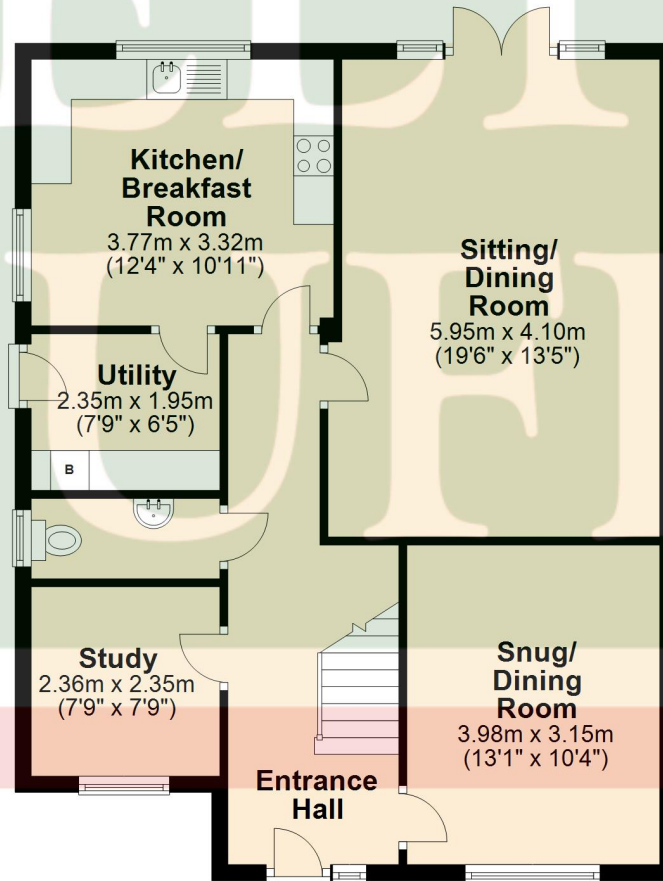 Kitchen/
Breakfast
Room
3.77m x 3.32m
(12'4" x 10'11")
Sitting/
Dining
Room
5.95m x 4.10m
(19'6" x 13'5")
Utility
2.35m x 1.95m
(7'9" x 6'5")
B
Study
2.36m x 2.35m
(7'9" x 7'9")
Snug/
Dining
Room
3.98m x 3.15m
(13'1" x 10'4")
Entrance
Hall